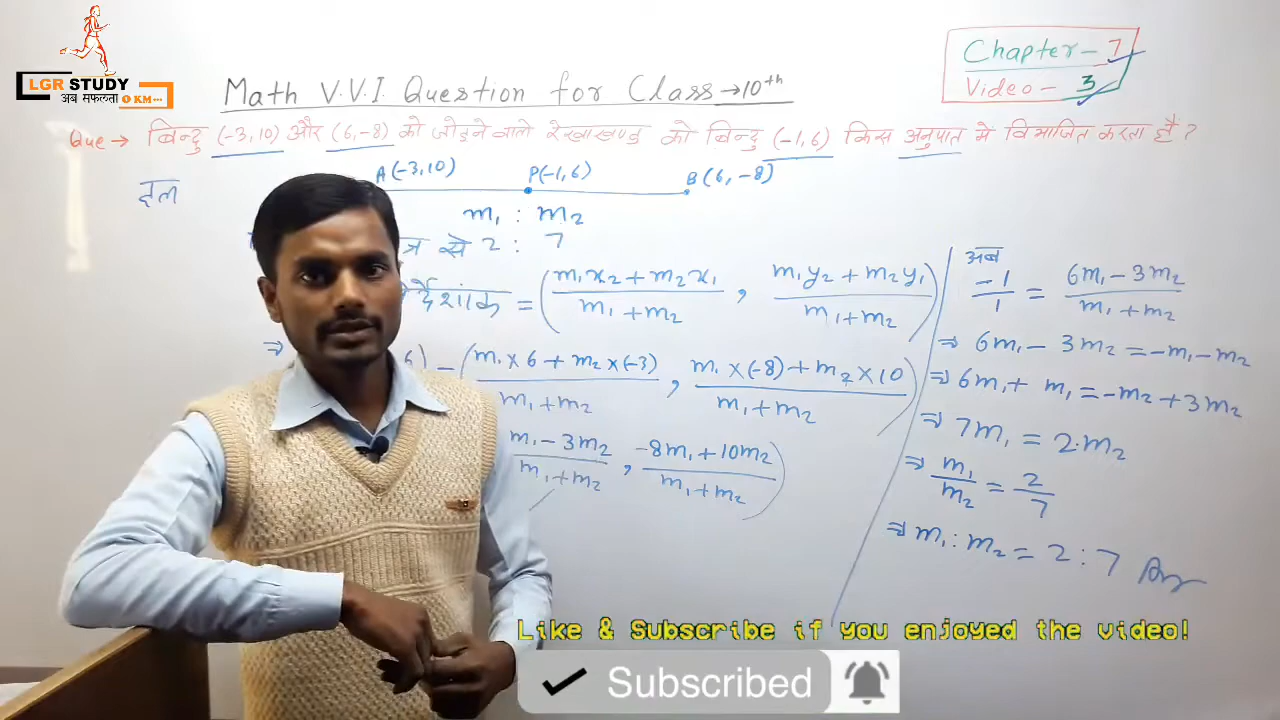 LGR STUDY
अब सफलता 0 KM...
Chapter - 7
Video - 3
Math V.V.I. Question for Class → 10th
Que → बिन्दु (-3,10) और (6,-8) को जोड़ने वाले रेखाखण्ड को बिन्दु (-1,6) किस अनुपात मे विभाजित करता है ?
हल
A(-3,10) P(-1,6) B(6,-8)
m₁ : m₂
त्र से 2 : 7
र्देशांक = ( (m₁x₂ + m₂x₁)/(m₁+m₂) , (m₁y₂ + m₂y₁)/(m₁+m₂) )
⇒ 6) = ( (m₁×6 + m₂×(-3))/(m₁+m₂) , (m₁×(-8) + m₂×10)/(m₁+m₂) )
(m₁ - 3m₂)/(m₁+m₂) , (-8m₁ + 10m₂)/(m₁+m₂) )
अब
-1/1 = (6m₁ - 3m₂)/(m₁+m₂)
⇒ 6m₁ - 3m₂ = -m₁ - m₂
⇒ 6m₁ + m₁ = -m₂ + 3m₂
⇒ 7m₁ = 2·m₂
⇒ m₁/m₂ = 2/7
⇒ m₁ : m₂ = 2 : 7 Ans
Like & Subscribe if you enjoyed the video!
Subscribed